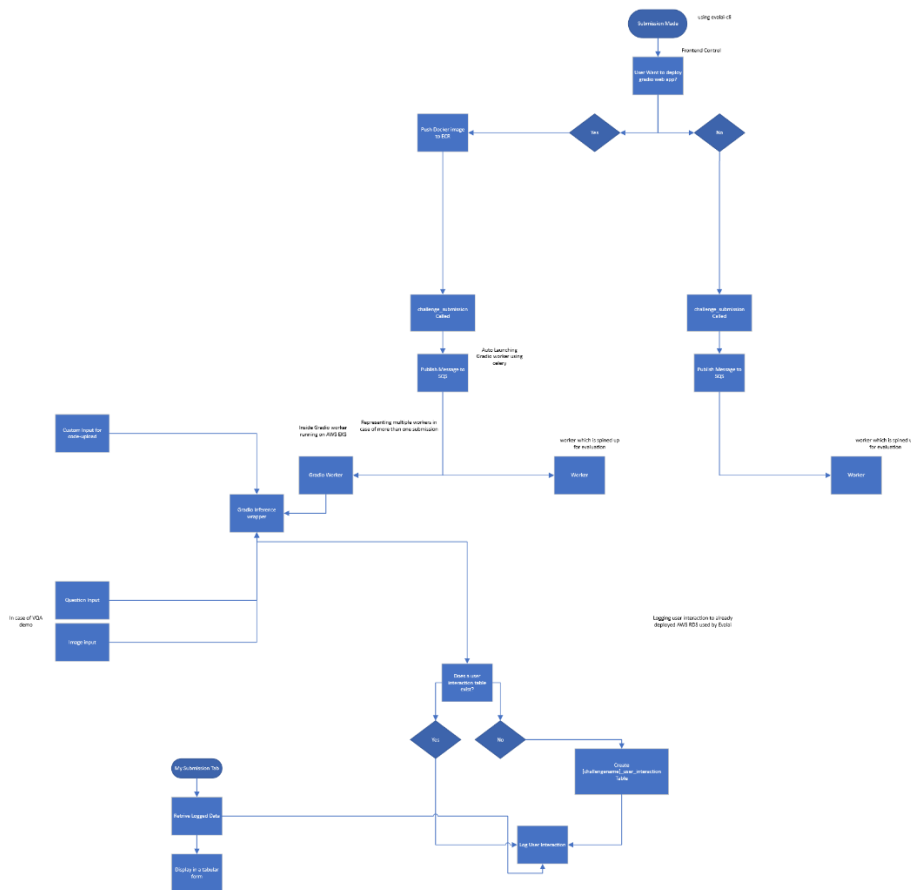 Submission Made
using evalai cli
Frontend Control
User Want to deploy
gradio web app?
Push Docker Image
to ECR
Yes
No
challenge_submission
Called
challenge_submission
Called
Auto Launching
Gradio worker using
celery
Publish Message to
SQS
Publish Message to
SQS
Custom Input for
code-upload
Inside Gradio worker
running on AWS EKS
Representing multiple workers in
case of more than one submission
worker which is spined up
for evaluation
worker which is spined u
for evaluation
Gradio Worker
Worker
Worker
Gradio inference
wrapper
Question Input
In case of VQA
demo
Image Input
Logging user interaction to already
deployed AWS RDS used by EvalAI
Does a user
interaction table
exist?
Yes
No
My Submission Tab
Create
[challengename]_user_interaction
Table
Retrive Logged Data
Log User Interaction
Display in a tabular
form